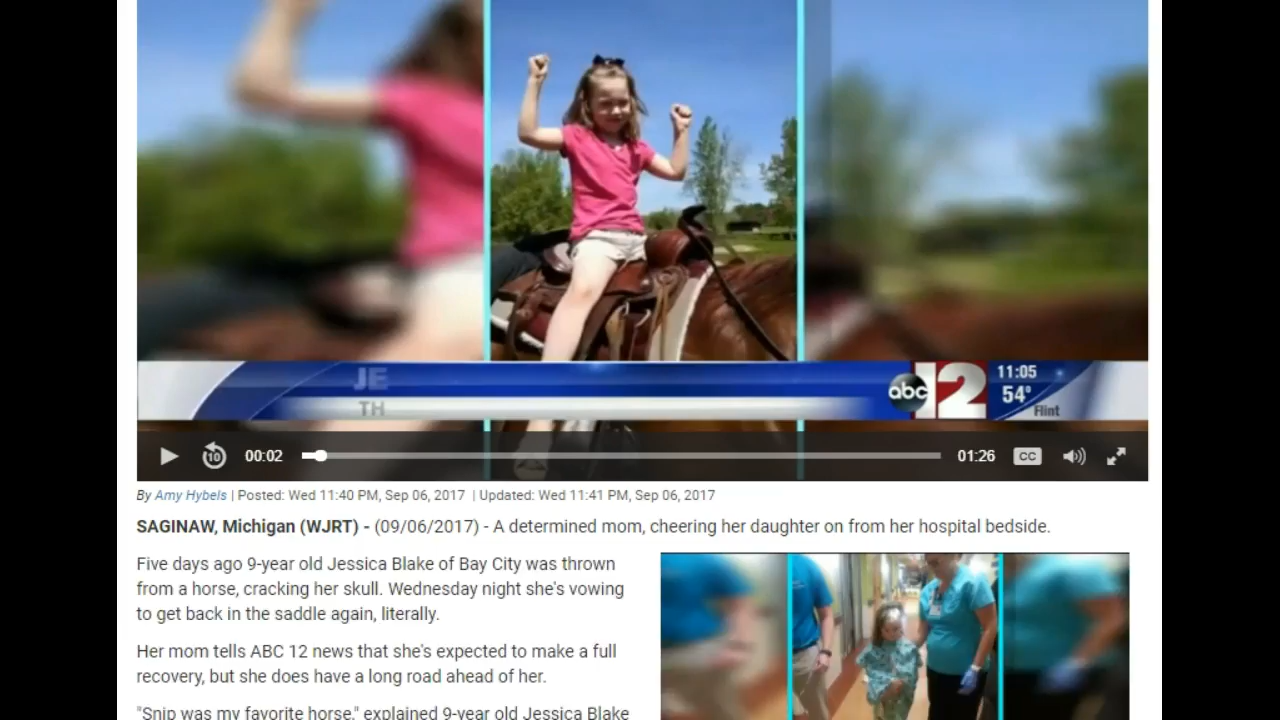 JE
TH
abc 12
11:05
54°
Flint
10
00:02
01:26
CC
By Amy Hybels | Posted: Wed 11:40 PM, Sep 06, 2017 | Updated: Wed 11:41 PM, Sep 06, 2017
SAGINAW, Michigan (WJRT) - (09/06/2017) - A determined mom, cheering her daughter on from her hospital bedside.
Five days ago 9-year old Jessica Blake of Bay City was thrown
from a horse, cracking her skull. Wednesday night she's vowing
to get back in the saddle again, literally.
Her mom tells ABC 12 news that she's expected to make a full
recovery, but she does have a long road ahead of her.
"Snip was my favorite horse," explained 9-year old Jessica Blake